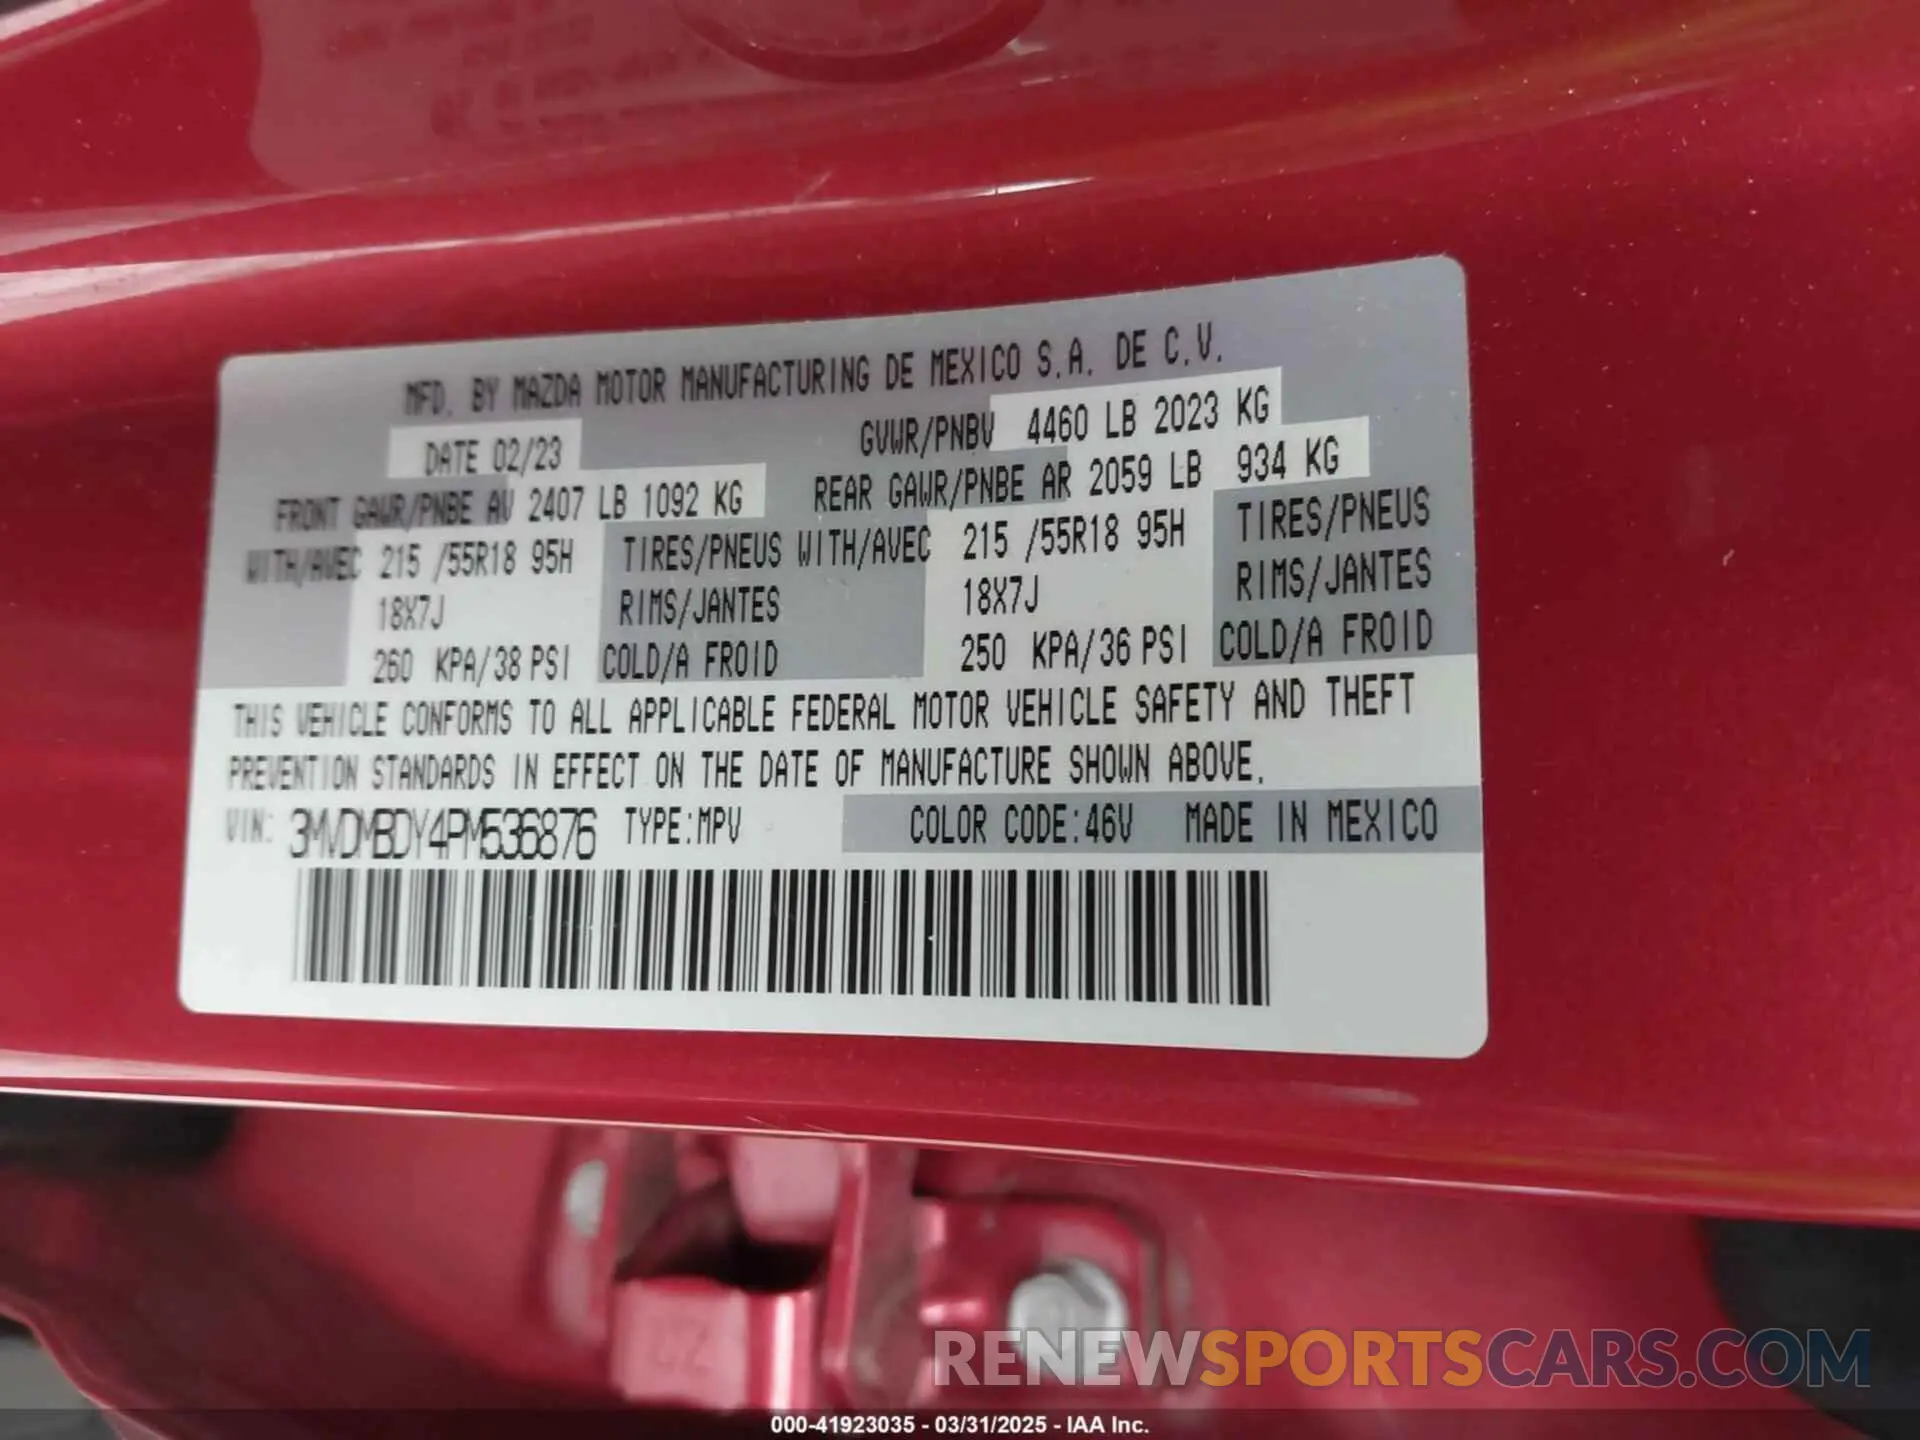 MFD. BY MAZDA MOTOR MANUFACTURING DE MEXICO S.A. DE C.V.
DATE 02/23 GVWR/PNBV 4460 LB 2023 KG
FRONT GAWR/PNBE AV 2407 LB 1092 KG REAR GAWR/PNBE AR 2059 LB 934 KG
WITH/AVEC 215 /55R18 95H TIRES/PNEUS WITH/AVEC 215 /55R18 95H TIRES/PNEUS
18X7J RIMS/JANTES 18X7J RIMS/JANTES
260 KPA/38 PSI COLD/A FROID 250 KPA/36 PSI COLD/A FROID
THIS VEHICLE CONFORMS TO ALL APPLICABLE FEDERAL MOTOR VEHICLE SAFETY AND THEFT
PREVENTION STANDARDS IN EFFECT ON THE DATE OF MANUFACTURE SHOWN ABOVE.
VIN: 3MVDMBDY4PM536876 TYPE:MPV COLOR CODE:46V MADE IN MEXICO
RENEWSPORTSCARS.COM
000-41923035 - 03/31/2025 - IAA Inc.